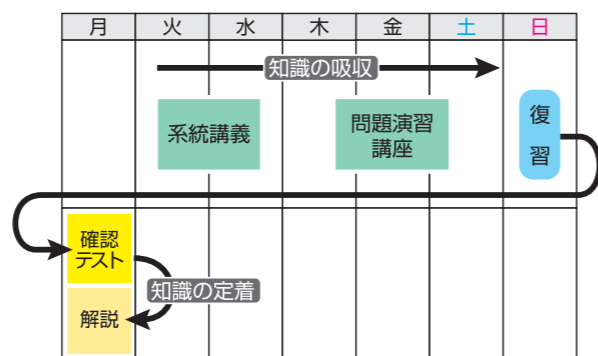 月 火 水 木 金 土 日
知識の吸収
系統講義
問題演習
講座
復
習
確認
テスト
知識の定着
解説